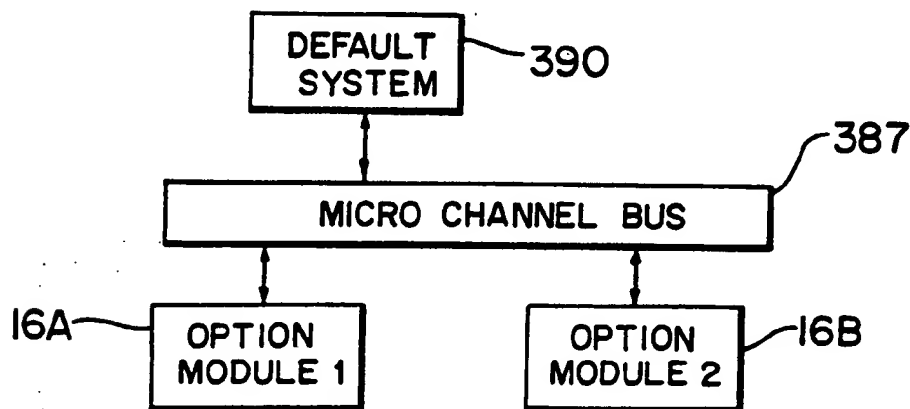 DEFAULT
SYSTEM
390
387
MICRO CHANNEL BUS
16A
OPTION
MODULE 1
OPTION
MODULE 2
16B